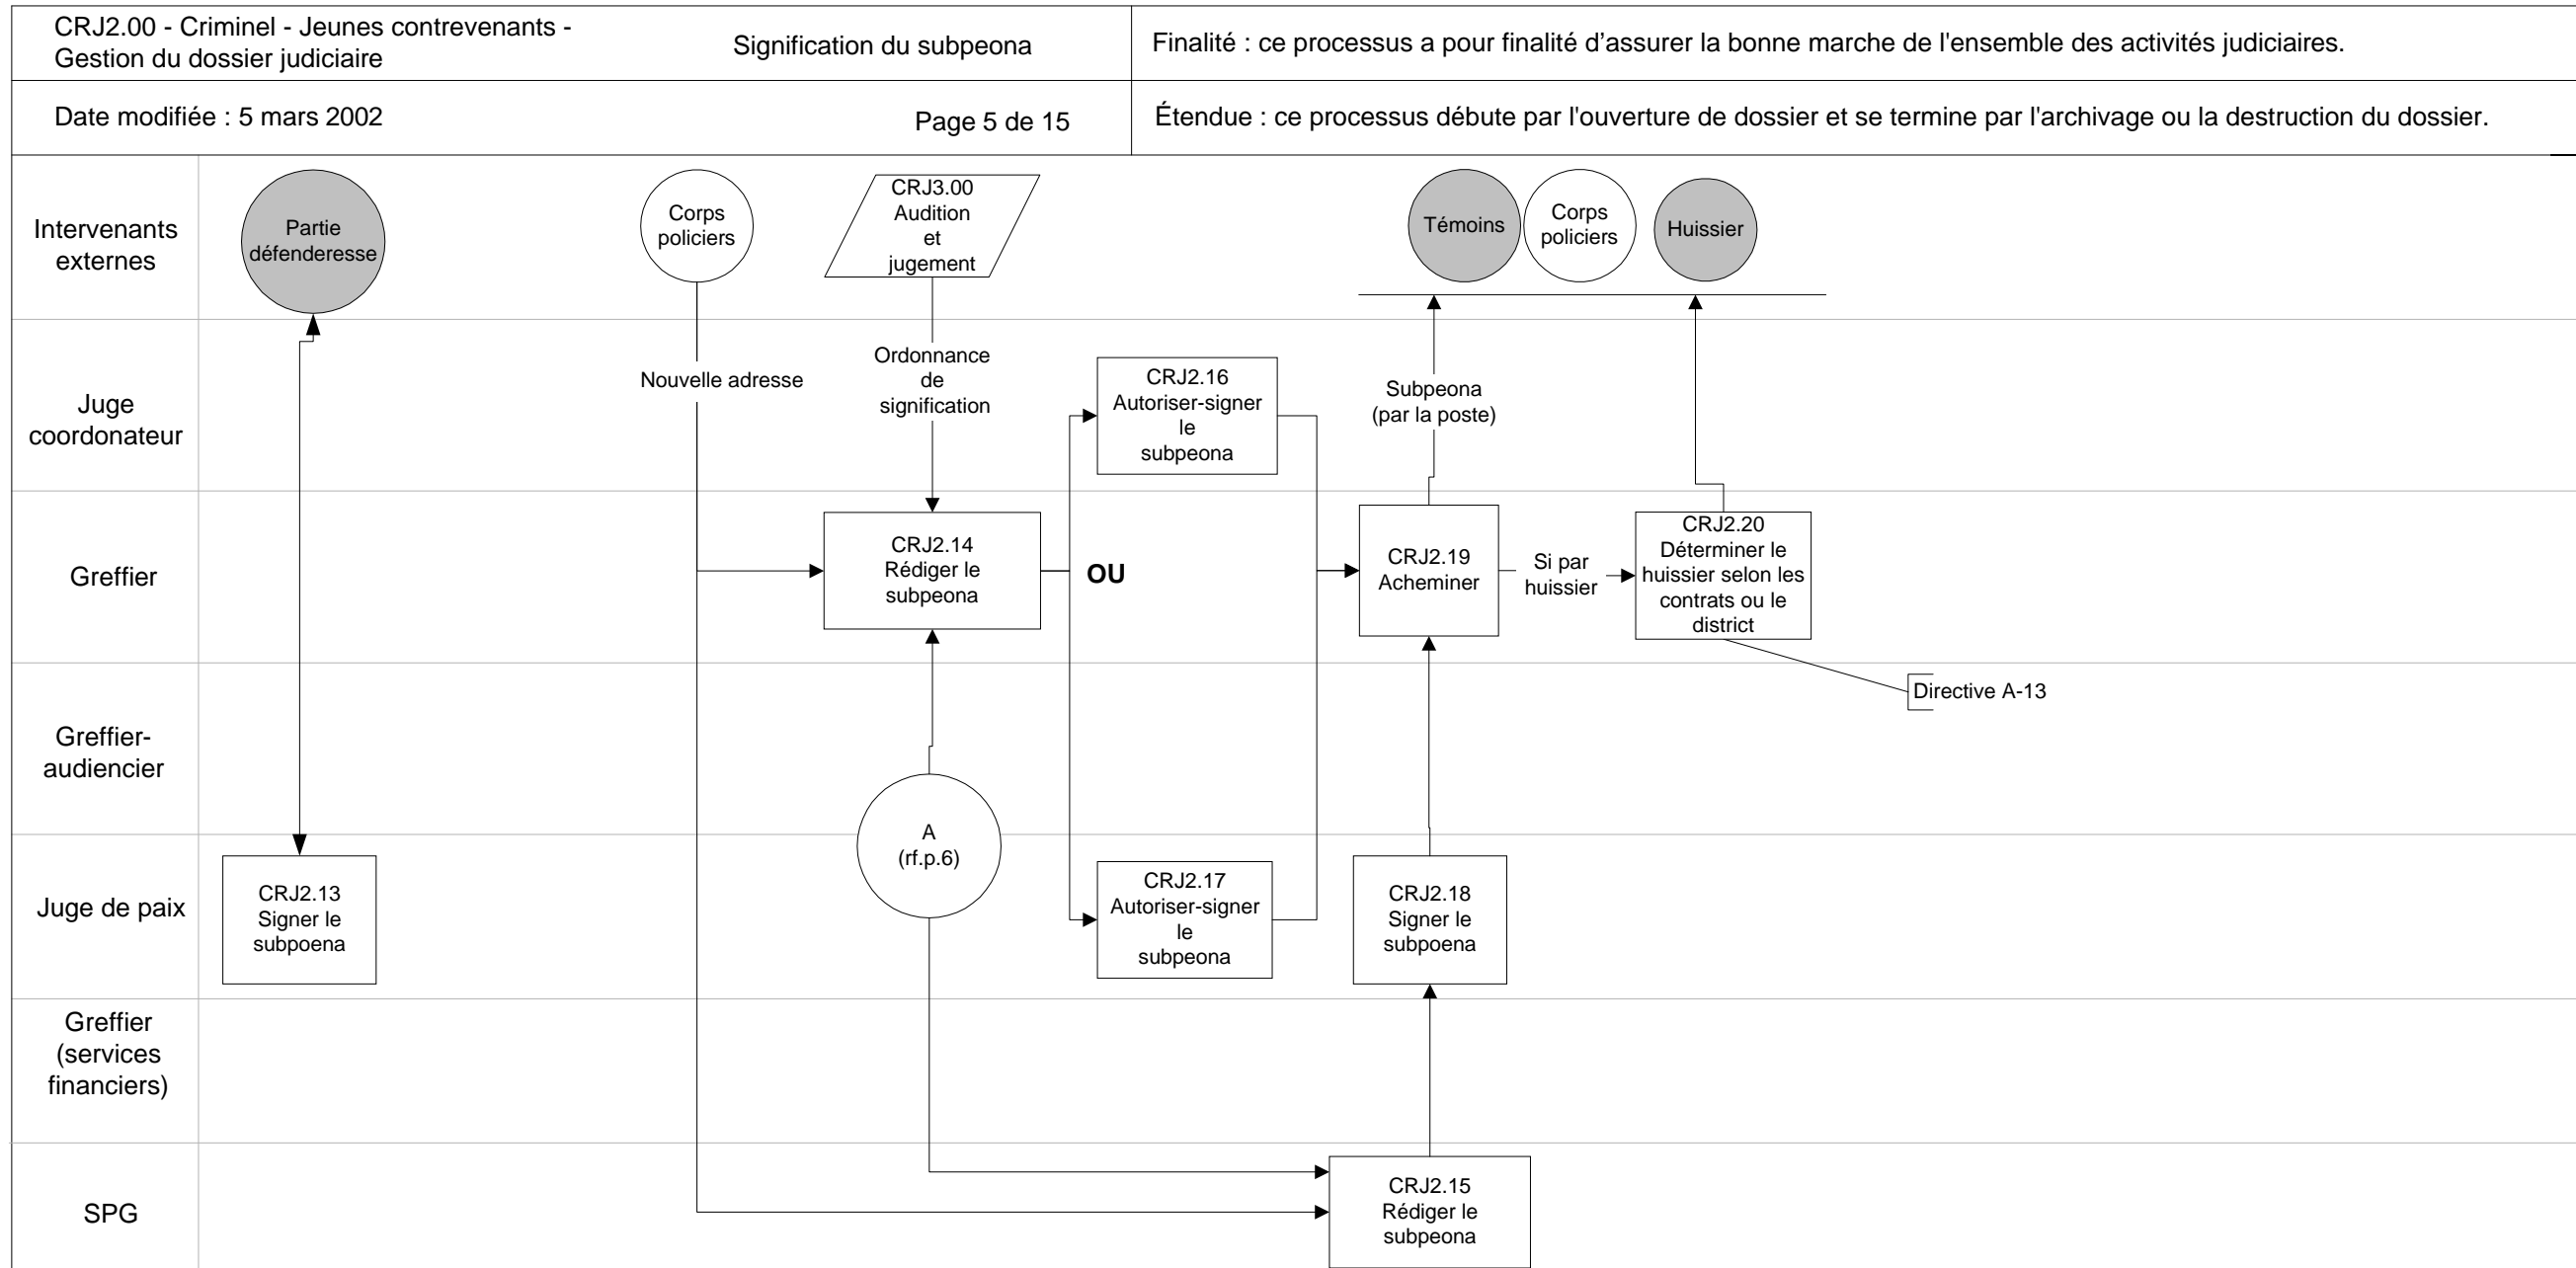 CRJ2.00 - Criminel - Jeunes contrevenants -
Gestion du dossier judiciaire
Signification du subpeona
Finalité : ce processus a pour finalité d'assurer la bonne marche de l'ensemble des activités judiciaires.
Date modifiée : 5 mars 2002
Page 5 de 15
Étendue : ce processus débute par l'ouverture de dossier et se termine par l'archivage ou la destruction du dossier.
Intervenants
externes
Partie
défenderesse
Corps
policiers
CRJ3.00
Audition
et
jugement
Témoins
Corps
policiers
Huissier
Juge
coordonateur
Nouvelle adresse
Ordonnance
de
signification
CRJ2.16
Autoriser-signer
le
subpeona
Subpeona
(par la poste)
Greffier
CRJ2.14
Rédiger le
subpeona
OU
CRJ2.19
Acheminer
Si par
huissier
CRJ2.20
Déterminer le
huissier selon les
contrats ou le
district
Greffier-
audiencier
Directive A-13
A
(rf.p.6)
Juge de paix
CRJ2.13
Signer le
subpoena
CRJ2.17
Autoriser-signer
le
subpeona
CRJ2.18
Signer le
subpoena
Greffier
(services
financiers)
SPG
CRJ2.15
Rédiger le
subpeona